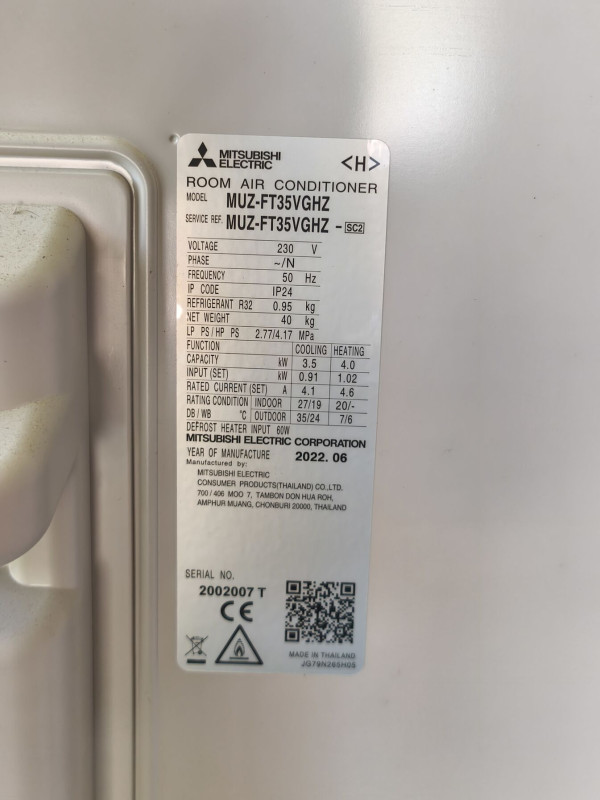 MITSUBISHI
ELECTRIC
<H>
ROOM AIR CONDITIONER
MODEL MUZ-FT35VGHZ
SERVICE REF. MUZ-FT35VGHZ - SC2
VOLTAGE 230 V
PHASE ~/N
FREQUENCY 50 Hz
IP CODE IP24
REFRIGERANT R32 0.95 kg
NET WEIGHT 40 kg
LP PS/HP PS 2.77/4.17 MPa
FUNCTION COOLING HEATING
CAPACITY kW 3.5 4.0
INPUT (SET) kW 0.91 1.02
RATED CURRENT (SET) A 4.1 4.6
RATING CONDITION INDOOR 27/19 20/-
DB/WB °C OUTDOOR 35/24 7/6
DEFROST HEATER INPUT 60W
MITSUBISHI ELECTRIC CORPORATION
YEAR OF MANUFACTURE 2022. 06
Manufactured by:
MITSUBISHI ELECTRIC
CONSUMER PRODUCTS(THAILAND) CO.,LTD.
700/406 MOO 7, TAMBON DON HUA ROH,
AMPHUR MUANG, CHONBURI 20000, THAILAND
SERIAL NO.
2002007 T
CE
MADE IN THAILAND
JG79N285H05